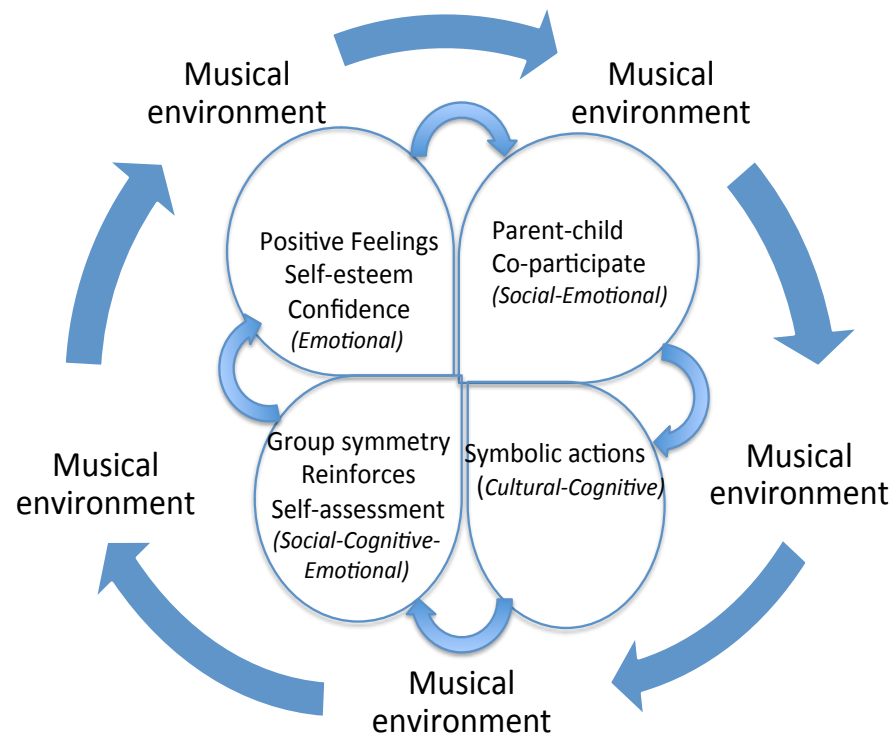 Musical
environment
Musical
environment
Positive Feelings
Self-esteem
Confidence
(Emotional)
Parent-child
Co-participate
(Social-Emotional)
Group symmetry
Reinforces
Self-assessment
(Social-Cognitive-
Emotional)
Symbolic actions
(Cultural-Cognitive)
Musical
environment
Musical
environment
Musical
environment